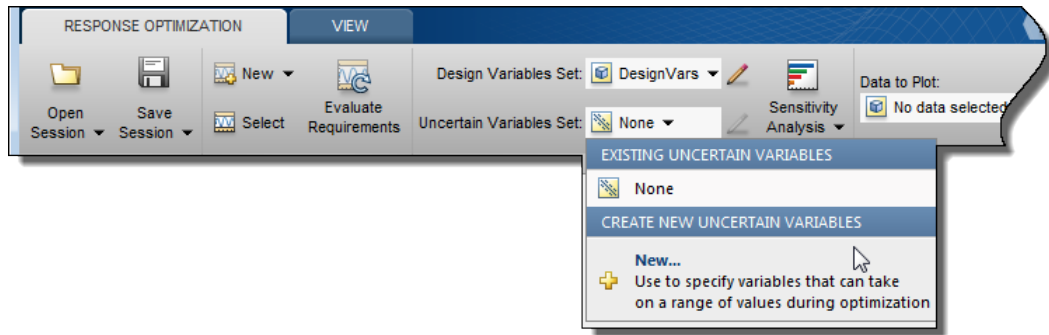 RESPONSE OPTIMIZATION VIEW
New Design Variables Set: DesignVars Data to Plot:
Open Session Save Session Select Evaluate Requirements Uncertain Variables Set: None Sensitivity Analysis No data selected
EXISTING UNCERTAIN VARIABLES
None
CREATE NEW UNCERTAIN VARIABLES
New...
Use to specify variables that can take
on a range of values during optimization